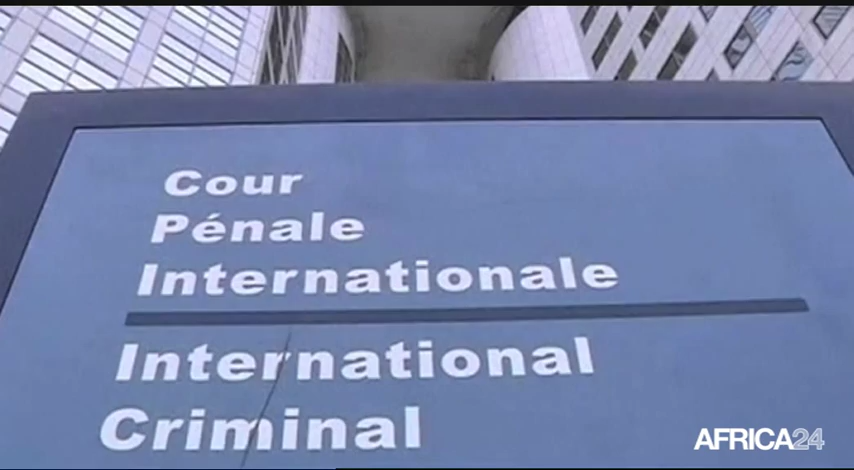 Cour
Pénale
Internationale
International
Criminal
AFRICA24